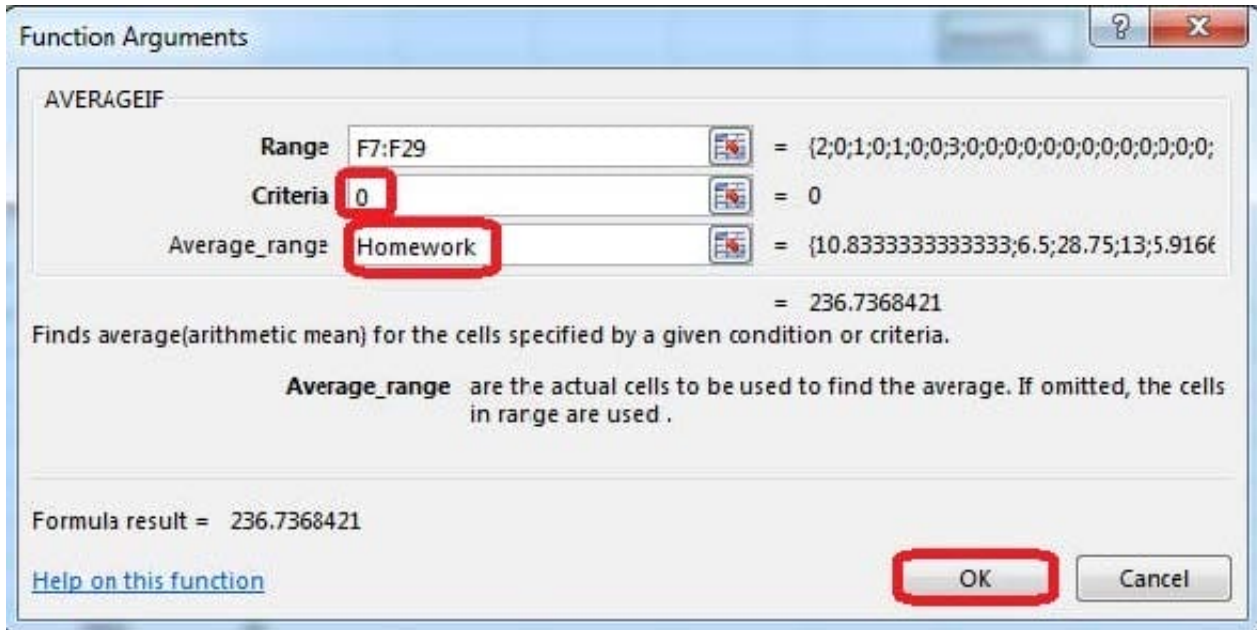 Function Arguments
AVERAGEIF
Range F7:F29 = {2;0;1;0;1;0;0;3;0;0;0;0;0;0;0;0;0;0;0;0;0;
Criteria 0 = 0
Average_range Homework = {10.8333333333333;6.5;28.75;13;5.9166
= 236.7368421
Finds average(arithmetic mean) for the cells specified by a given condition or criteria.
Average_range are the actual cells to be used to find the average. If omitted, the cells
in range are used .
Formula result = 236.7368421
Help on this function
OK Cancel